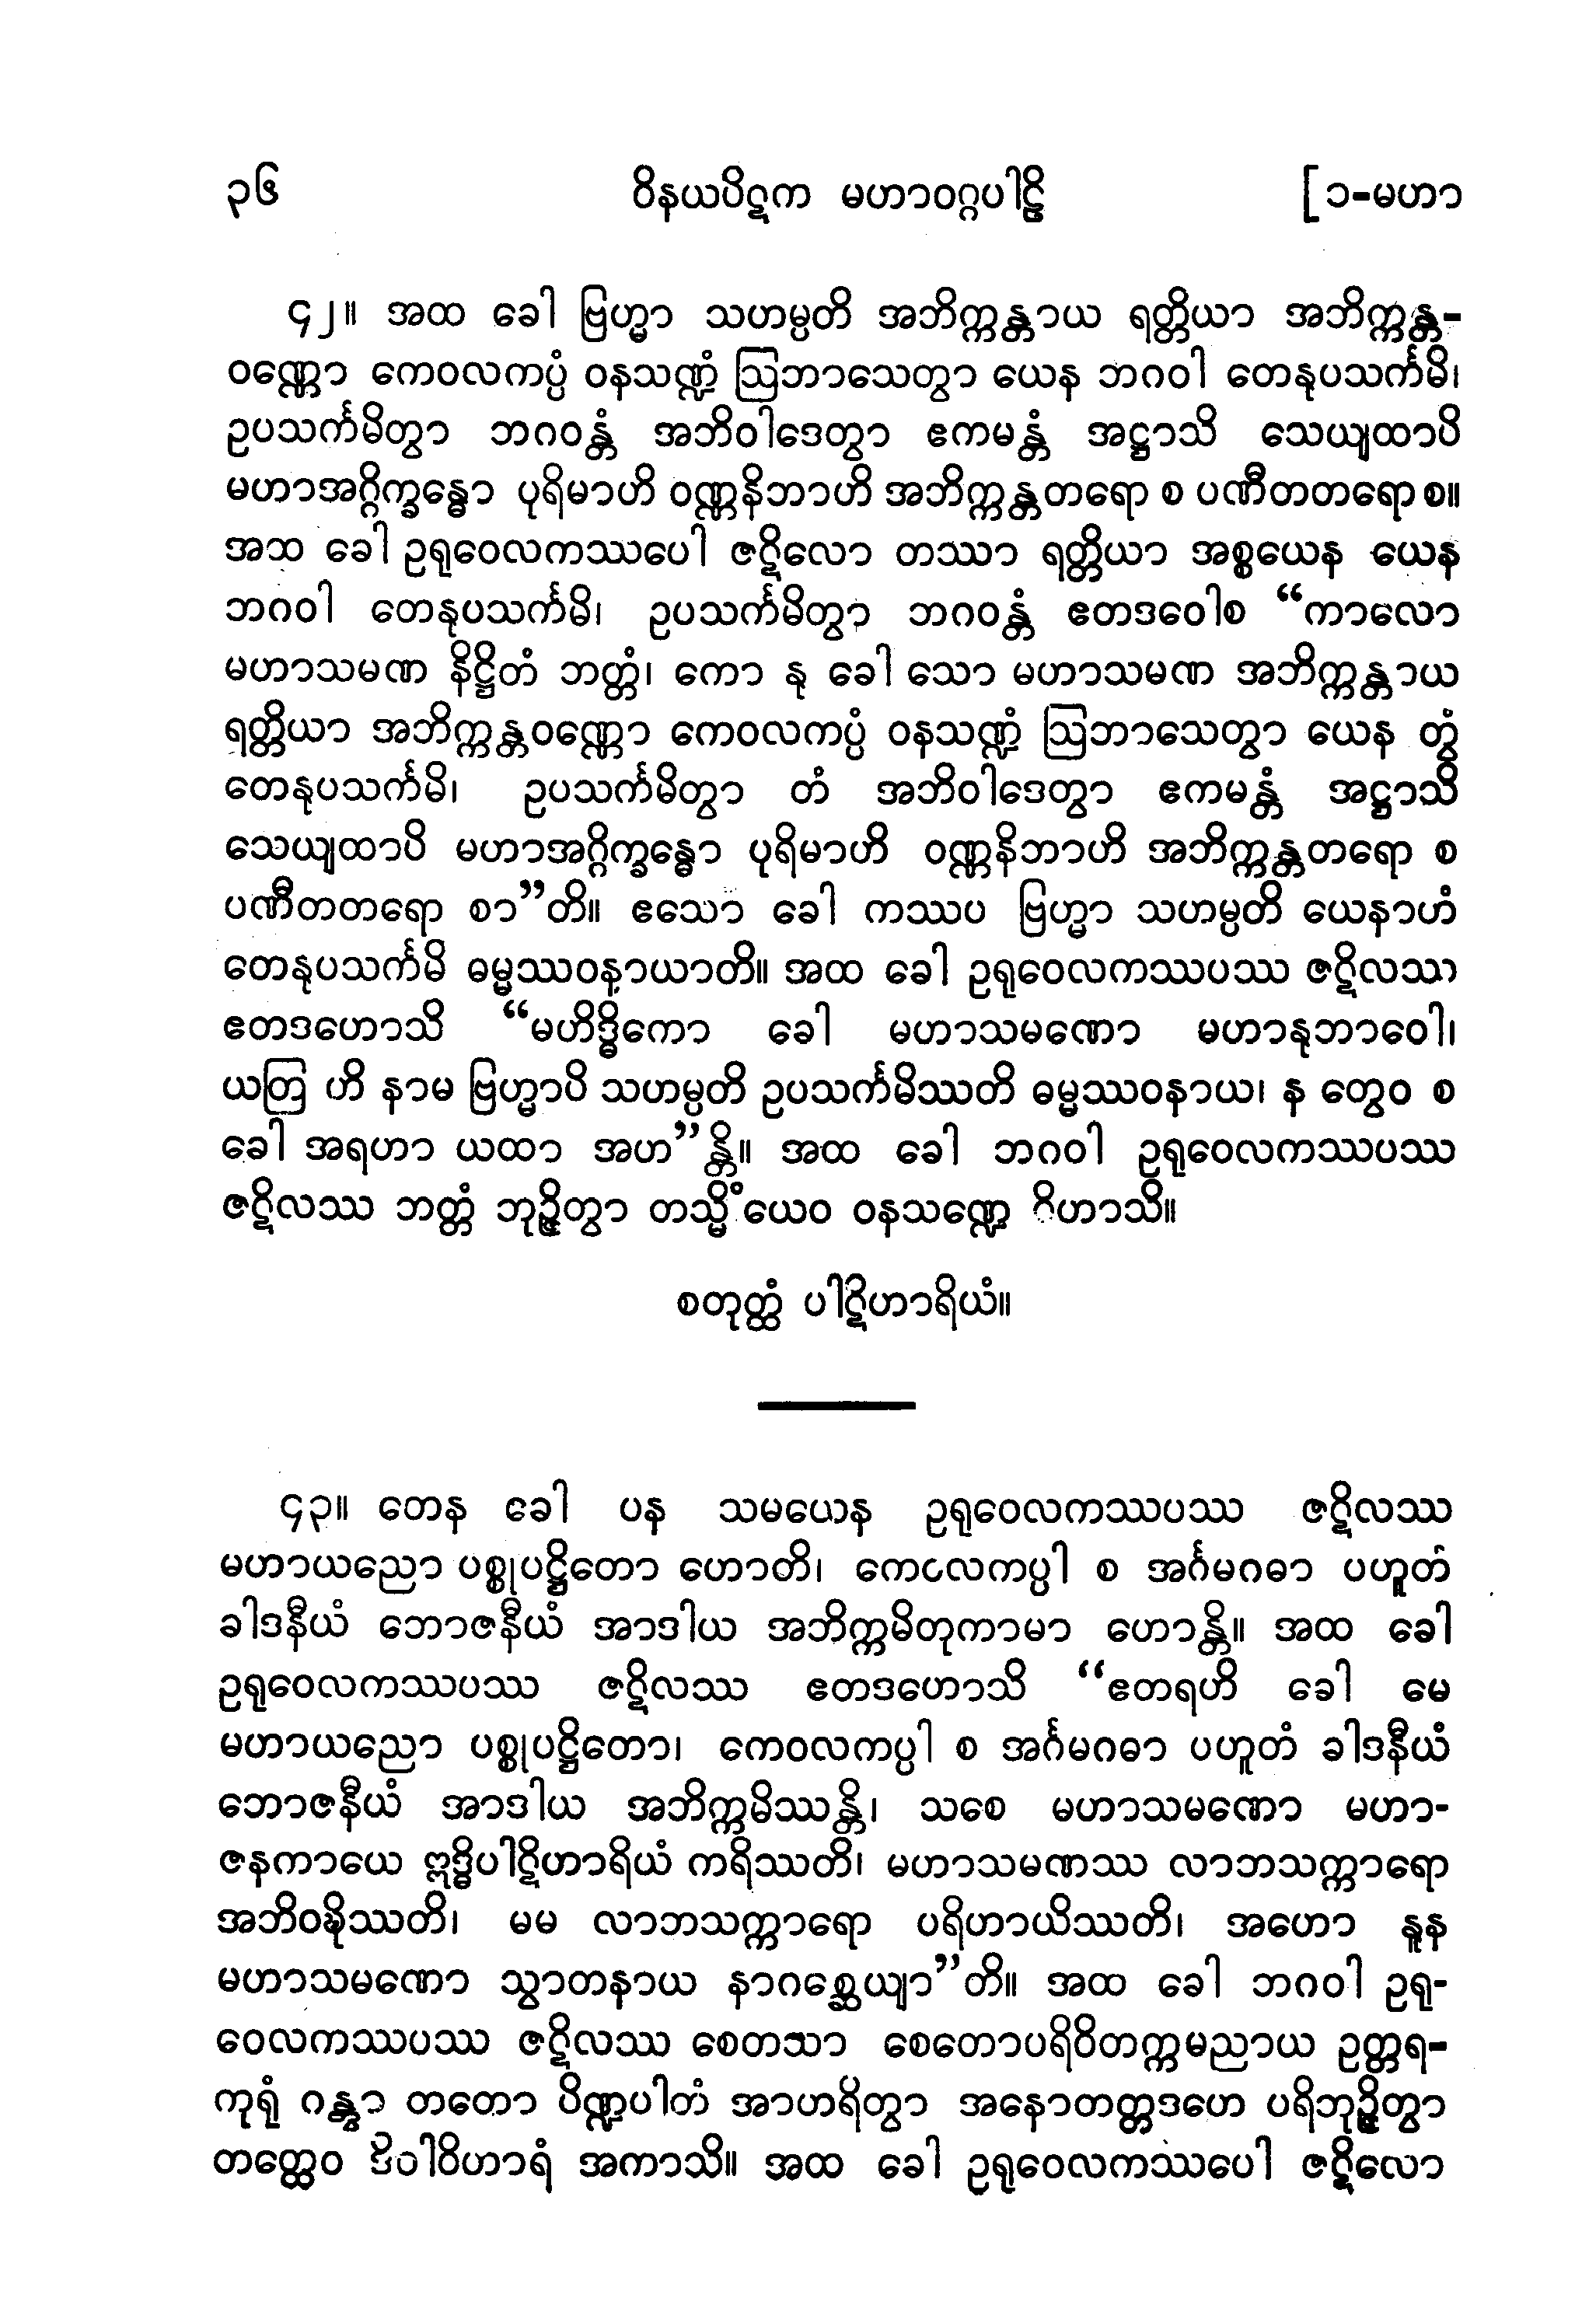 ၃၆ ဝိနယပိဋက မဟာဝဂ္ဂပါဠိ [ ၁-မဟာ
၄၂။ အထ ခေါ ဗြဟ္မာ သဟမ္ပတိ အဘိက္ကန္တာယ ရတ္တိယာ အဘိက္ကန္တ-
ဝဏ္ဏော ကေဝလကပ္ပံ ဝနသဏ္ဍံ ဩဘာသေတွာ ယေန ဘဂဝါ တေနုပသင်္ကမိ၊
ဥပသင်္ကမိတွာ ဘဂဝန္တံ အဘိဝါဒေတွာ ဧကမန္တံ အဋ္ဌာသိ သေယျထာပိ
မဟာအဂ္ဂိက္ခန္ဓော ပုရိမာဟိ ဝဏ္ဏနိဘာဟိ အဘိက္ကန္တတရော စ ပဏီတတရော စ။
အထ ခေါ ဥရုဝေလကဿပေါ ဇဋိလော တဿာ ရတ္တိယာ အစ္စယေန ယေန
ဘဂဝါ တေနုပသင်္ကမိ၊ ဥပသင်္ကမိတွာ ဘဂဝန္တံ ဧတဒဝေါစ “ကာလော
မဟာသမဏ နိဋ္ဌိတံ ဘတ္တံ၊ ကော နု ခေါ သော မဟာသမဏ အဘိက္ကန္တာယ
ရတ္တိယာ အဘိက္ကန္တဝဏ္ဏော ကေဝလကပ္ပံ ဝနသဏ္ဍံ ဩဘာသေတွာ ယေန တွံ
တေနုပသင်္ကမိ၊ ဥပသင်္ကမိတွာ တံ အဘိဝါဒေတွာ ဧကမန္တံ အဋ္ဌာသိ
သေယျထာပိ မဟာအဂ္ဂိက္ခန္ဓော ပုရိမာဟိ ဝဏ္ဏနိဘာဟိ အဘိက္ကန္တတရော စ
ပဏီတတရော စာ”တိ။ ဧသော ခေါ ကဿပ ဗြဟ္မာ သဟမ္ပတိ ယေနာဟံ
တေနုပသင်္ကမိ ဓမ္မဿဝနာယာတိ။ အထ ခေါ ဥရုဝေလကဿပဿ ဇဋိလဿ
ဧတဒဟောသိ “မဟိဒ္ဓိကော ခေါ မဟာသမဏော မဟာနုဘာဝေါ၊
ယတြ ဟိ နာမ ဗြဟ္မာပိ သဟမ္ပတိ ဥပသင်္ကမိဿတိ ဓမ္မဿဝနာယ၊ န တွေဝ စ
ခေါ အရဟာ ယထာ အဟ”န္တိ။ အထ ခေါ ဘဂဝါ ဥရုဝေလကဿပဿ
ဇဋိလဿ ဘတ္တံ ဘုဉ္ဇိတွာ တသ္မိံယေဝ ဝနသဏ္ဍေ ဝိဟာသိ။
စတုတ္ထံ ပါဋိဟာရိယံ။
၄၃။ တေန ခေါ ပန သမယေန ဥရုဝေလကဿပဿ ဇဋိလဿ
မဟာယညော ပစ္စုပဋ္ဌိတော ဟောတိ၊ ကေဝလကပ္ပါ စ အင်္ဂမဂဓာ ပဟူတံ
ခါဒနီယံ ဘောဇနီယံ အာဒါယ အဘိက္ကမိတုကာမာ ဟောန္တိ။ အထ ခေါ
ဥရုဝေလကဿပဿ ဇဋိလဿ ဧတဒဟောသိ “ဧတရဟိ ခေါ မေ
မဟာယညော ပစ္စုပဋ္ဌိတော၊ ကေဝလကပ္ပါ စ အင်္ဂမဂဓာ ပဟူတံ ခါဒနီယံ
ဘောဇနီယံ အာဒါယ အဘိက္ကမိဿန္တိ၊ သစေ မဟာသမဏော မဟာ-
ဇနကာယေ ဣဒ္ဓိပါဋိဟာရိယံ ကရိဿတိ၊ မဟာသမဏဿ လာဘသက္ကာရော
အဘိဝဍ္ဎိဿတိ၊ မမ လာဘသက္ကာရော ပရိဟာယိဿတိ၊ အဟော နူန
မဟာသမဏော သွာတနာယ နာဂစ္ဆေယျာ”တိ။ အထ ခေါ ဘဂဝါ ဥရု-
ဝေလကဿပဿ ဇဋိလဿ စေတသာ စေတောပရိဝိတက္ကမညာယ ဥတ္တရ-
ကုရုံ ဂန္တွာ တတော ပိဏ္ဍပါတံ အာဟရိတွာ အနောတတ္တဒဟေ ပရိဘုဉ္ဇိတွာ
တတ္ထေဝ ဒိဝါဝိဟာရံ အကာသိ။ အထ ခေါ ဥရုဝေလကဿပေါ ဇဋိလော